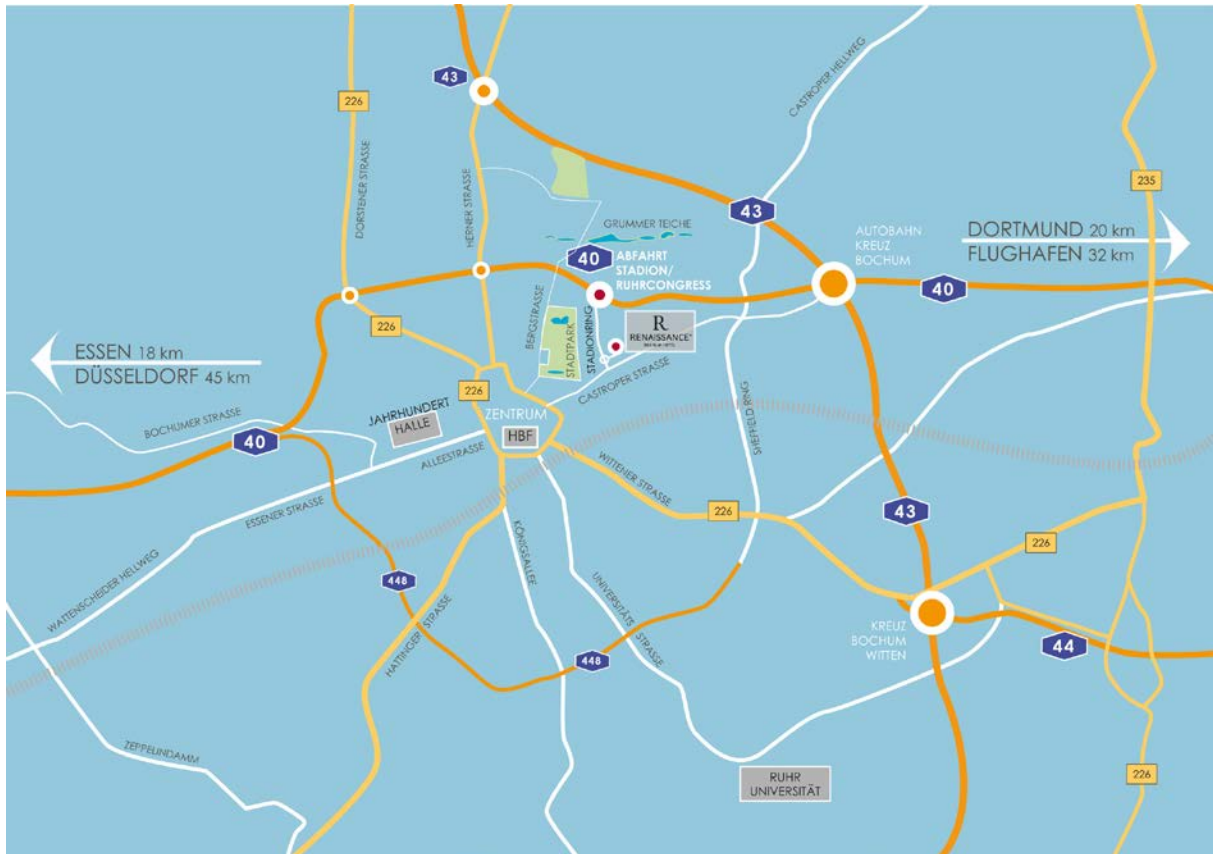 43
226
CASTROPER HELLWEG
235
DORSTENER STRASSE
HERNER STRASSE
43
GRUMMER TEICHE
AUTOBAHN
KREUZ
BOCHUM
DORTMUND 20 km
FLUGHAFEN 32 km
40
ABFAHRT
STADION/
RUHRCONGRESS
40
BERGSTRASSE
STADTPARK
STADIONRING
R
RENAISSANCE
226
ESSEN 18 km
DÜSSELDORF 45 km
CASTROPER STRASSE
226
SHEFFIELD RING
JAHRHUNDERT
HALLE
ZENTRUM
HBF
BOCHUMER STRASSE
40
ALLEESTRASSE
WITTENER STRASSE
ESSENER STRASSE
226
43
226
KÖNIGSALLEE
WATTENSCHEIDER HELLWEG
448
UNIVERSITÄTS STRASSE
HATTINGER STRASSE
KREUZ
BOCHUM
WITTEN
44
448
ZEPPELINDAMM
RUHR
UNIVERSITÄT
226